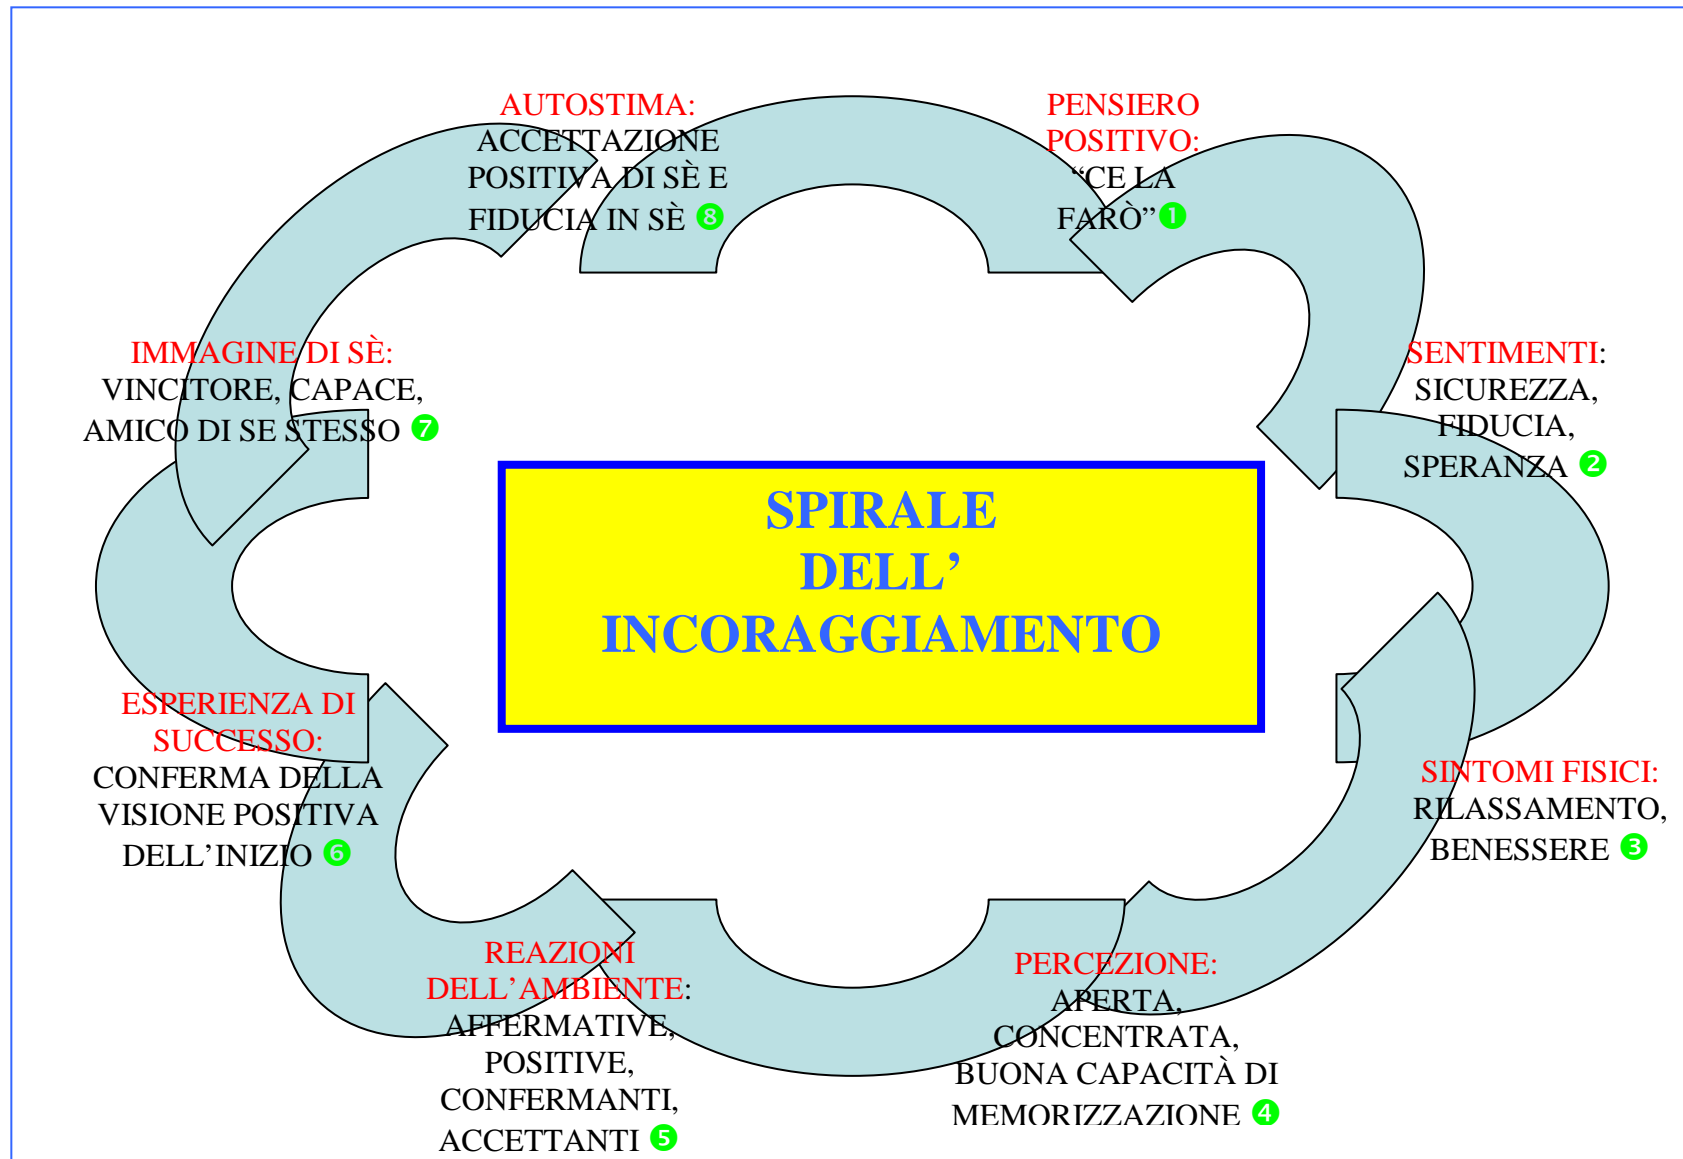 AUTOSTIMA:
ACCETTAZIONE
POSITIVA DI SÈ E
FIDUCIA IN SÈ ❽
PENSIERO
POSITIVO:
“CE LA
FARÒ” ❶
IMMAGINE DI SÈ:
VINCITORE, CAPACE,
AMICO DI SE STESSO ❼
SENTIMENTI:
SICUREZZA,
FIDUCIA,
SPERANZA ❷
SPIRALE
DELL’
INCORAGGIAMENTO
ESPERIENZA DI
SUCCESSO:
CONFERMA DELLA
VISIONE POSITIVA
DELL’INIZIO ❻
SINTOMI FISICI:
RILASSAMENTO,
BENESSERE ❸
REAZIONI
DELL’AMBIENTE:
AFFERMATIVE,
POSITIVE,
CONFERMANTI,
ACCETTANTI ❺
PERCEZIONE:
APERTA,
CONCENTRATA,
BUONA CAPACITÀ DI
MEMORIZZAZIONE ❹